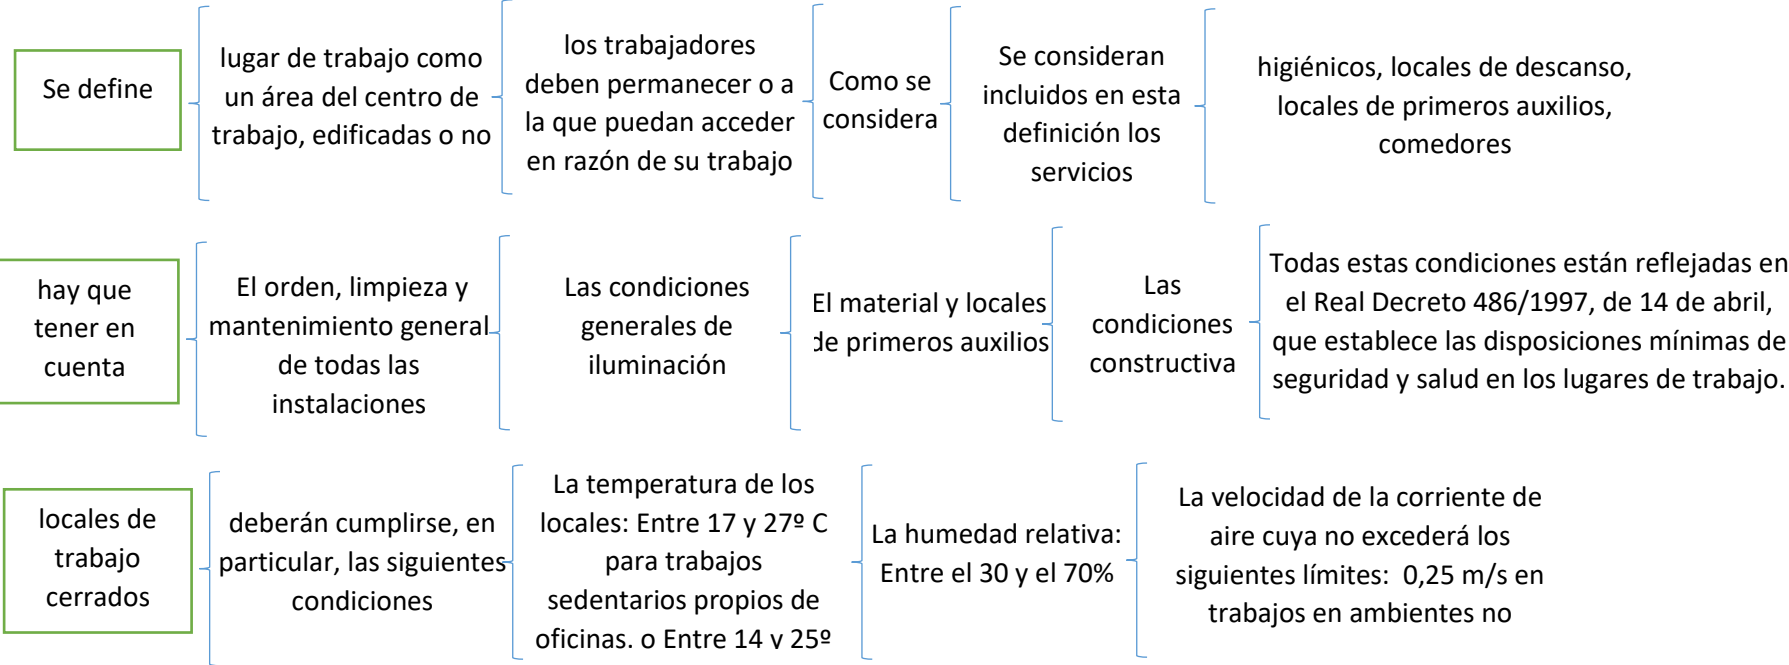 Se define
lugar de trabajo como
un área del centro de
trabajo, edificadas o no
los trabajadores
deben permanecer o a
la que puedan acceder
en razón de su trabajo
Como se
considera
Se consideran
incluidos en esta
definición los
servicios
higiénicos, locales de descanso,
locales de primeros auxilios,
comedores
hay que
tener en
cuenta
El orden, limpieza y
mantenimiento general
de todas las
instalaciones
Las condiciones
generales de
iluminación
El material y locales
de primeros auxilios
Las
condiciones
constructiva
Todas estas condiciones están reflejadas en
el Real Decreto 486/1997, de 14 de abril,
que establece las disposiciones mínimas de
seguridad y salud en los lugares de trabajo.
locales de
trabajo
cerrados
deberán cumplirse, en
particular, las siguientes
condiciones
La temperatura de los
locales: Entre 17 y 27º C
para trabajos
sedentarios propios de
oficinas. o Entre 14 y 25º
La humedad relativa:
Entre el 30 y el 70%
La velocidad de la corriente de
aire cuya no excederá los
siguientes límites: 0,25 m/s en
trabajos en ambientes no